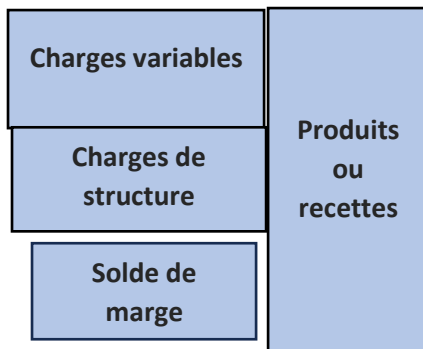 Charges variables
Charges de
structure
Solde de
marge
Produits
ou
recettes